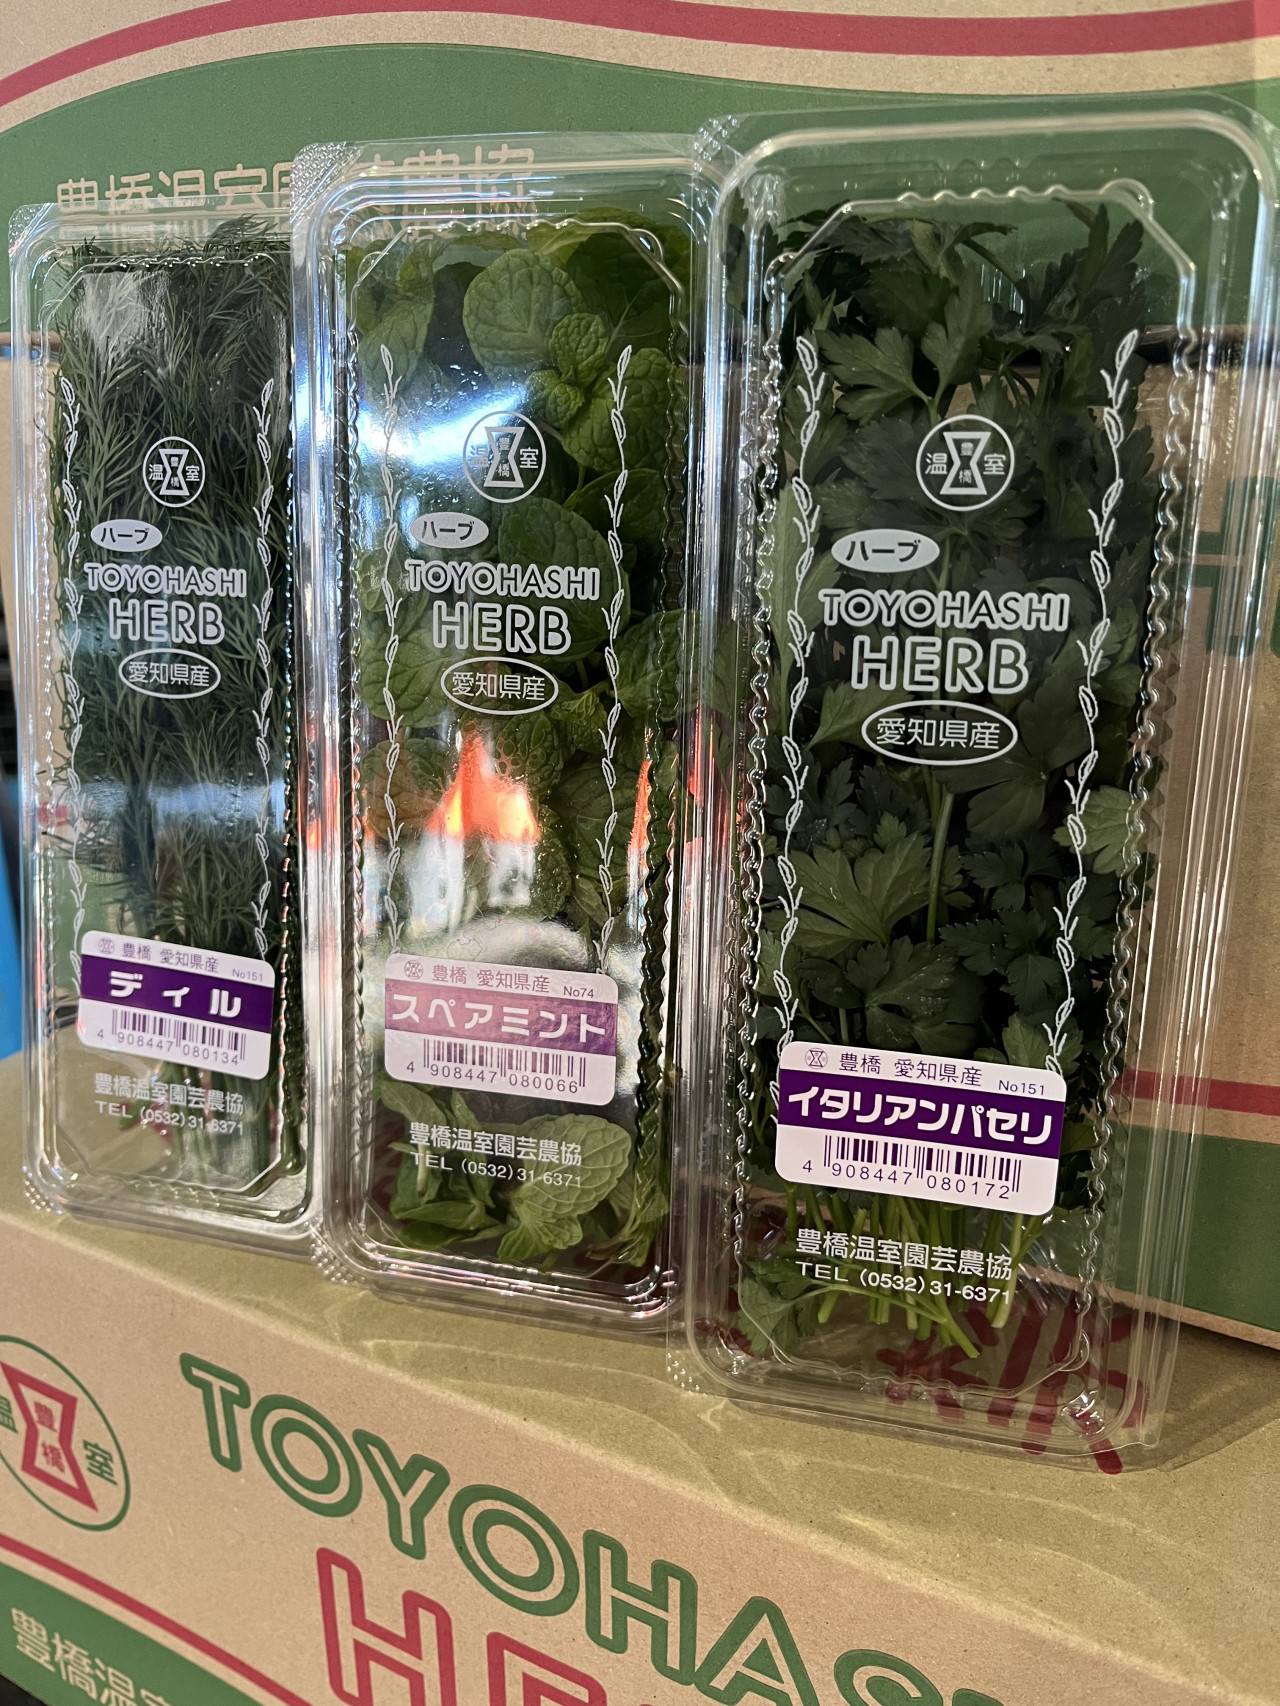 豊橋温室園芸農協
温 豊橋 室
ハーブ
TOYOHASHI
HERB
愛知県産
豊橋 愛知県産 No151
ディル
4 908447 080134
豊橋温室園芸農協
TEL (0532) 31-6371
温 豊橋 室
ハーブ
TOYOHASHI
HERB
愛知県産
豊橋 愛知県産 No74
スペアミント
4 908447 080066
豊橋温室園芸農協
TEL (0532) 31-6371
温 豊橋 室
ハーブ
TOYOHASHI
HERB
愛知県産
豊橋 愛知県産 No151
イタリアンパセリ
4 908447 080172
豊橋温室園芸農協
TEL (0532) 31-6371
温 豊橋 室
TOYOHAS
HE
豊橋温室